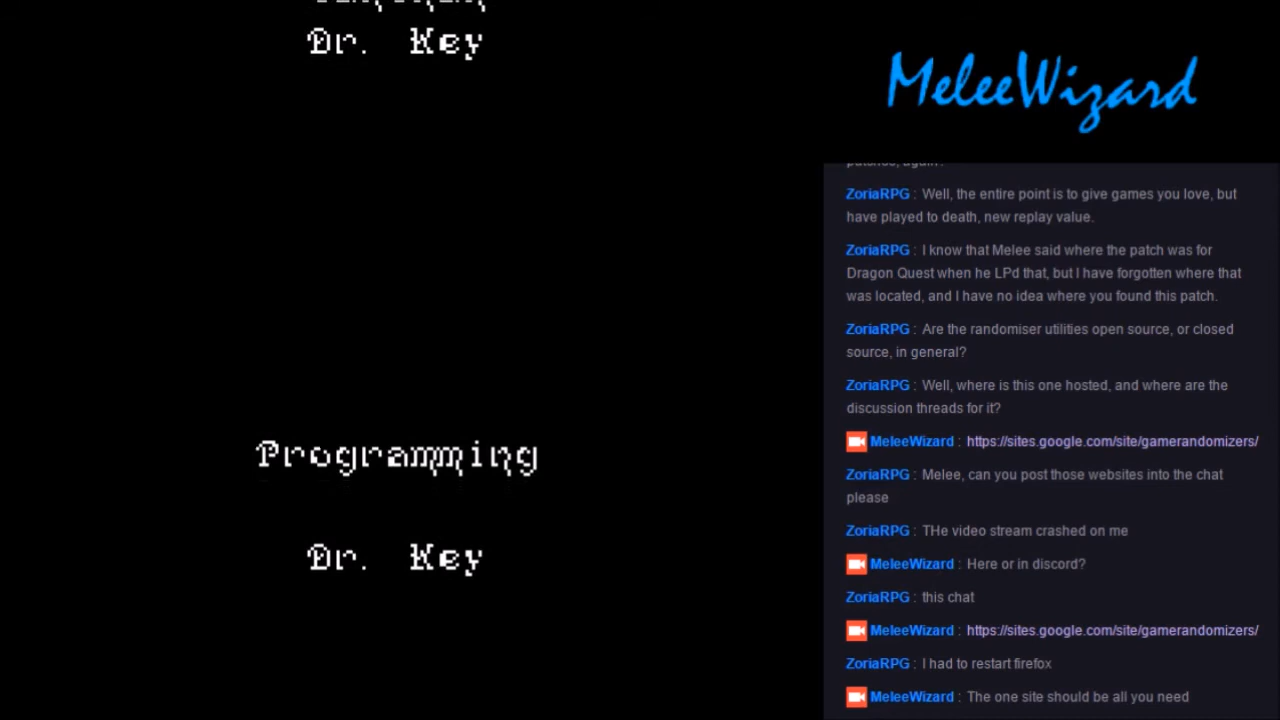 Dr. Key
Programming
Dr. Key
MeleeWizard
ZoriaRPG : Well, the entire point is to give games you love, but
have played to death, new replay value.
ZoriaRPG : I know that Melee said where the patch was for
Dragon Quest when he LPd that, but I have forgotten where that
was located, and I have no idea where you found this patch.
ZoriaRPG : Are the randomiser utilities open source, or closed
source, in general?
ZoriaRPG : Well, where is this one hosted, and where are the
discussion threads for it?
MeleeWizard : https://sites.google.com/site/gamerandomizers/
ZoriaRPG : Melee, can you post those websites into the chat
please
ZoriaRPG : THe video stream crashed on me
MeleeWizard : Here or in discord?
ZoriaRPG : this chat
MeleeWizard : https://sites.google.com/site/gamerandomizers/
ZoriaRPG : I had to restart firefox
MeleeWizard : The one site should be all you need